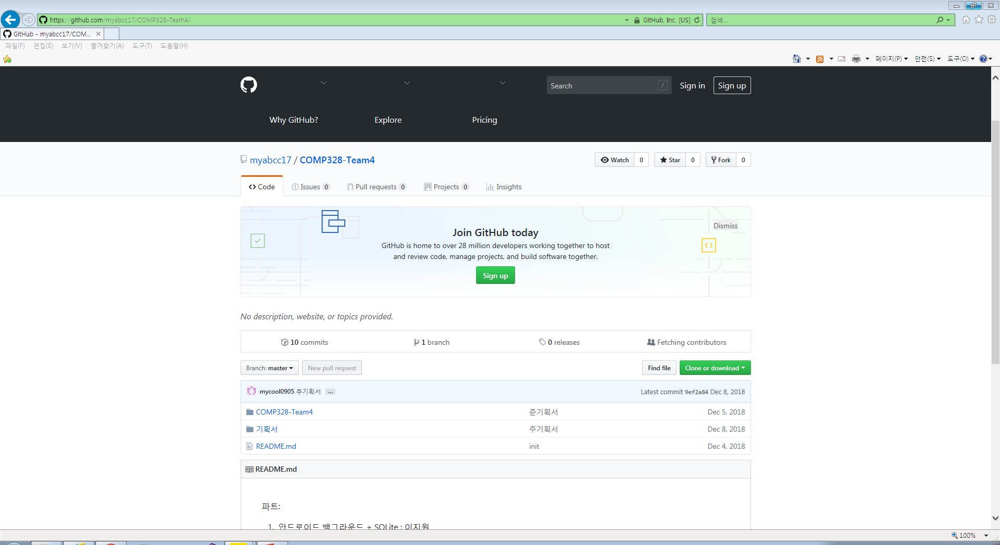 https://github.com/myabcc17/COMP328-Team4/
GitHub, Inc. [US]
검색...
GitHub - myabcc17/COM...
파일(F) 편집(E) 보기(V) 즐겨찾기(A) 도구(T) 도움말(H)
페이지(P) 안전(S) 도구(O)
Search /
Sign in
Sign up
Why GitHub? Explore Pricing
myabcc17 / COMP328-Team4
Watch 0 Star 0 Fork 0
Code Issues 0 Pull requests 0 Projects 0 Insights
Dismiss
Join GitHub today
GitHub is home to over 28 million developers working together to host
and review code, manage projects, and build software together.
Sign up
No description, website, or topics provided.
10 commits 1 branch 0 releases Fetching contributors
Branch: master New pull request Find file Clone or download
mycool0905 추기획서 ... Latest commit 9ef2a84 Dec 8, 2018
COMP328-Team4 춘기획서 Dec 5, 2018
기획서 추기획서 Dec 8, 2018
README.md init Dec 4, 2018
README.md
파트:
1. 안드로이드 백그라운드 + SQLite : 이지원
100%